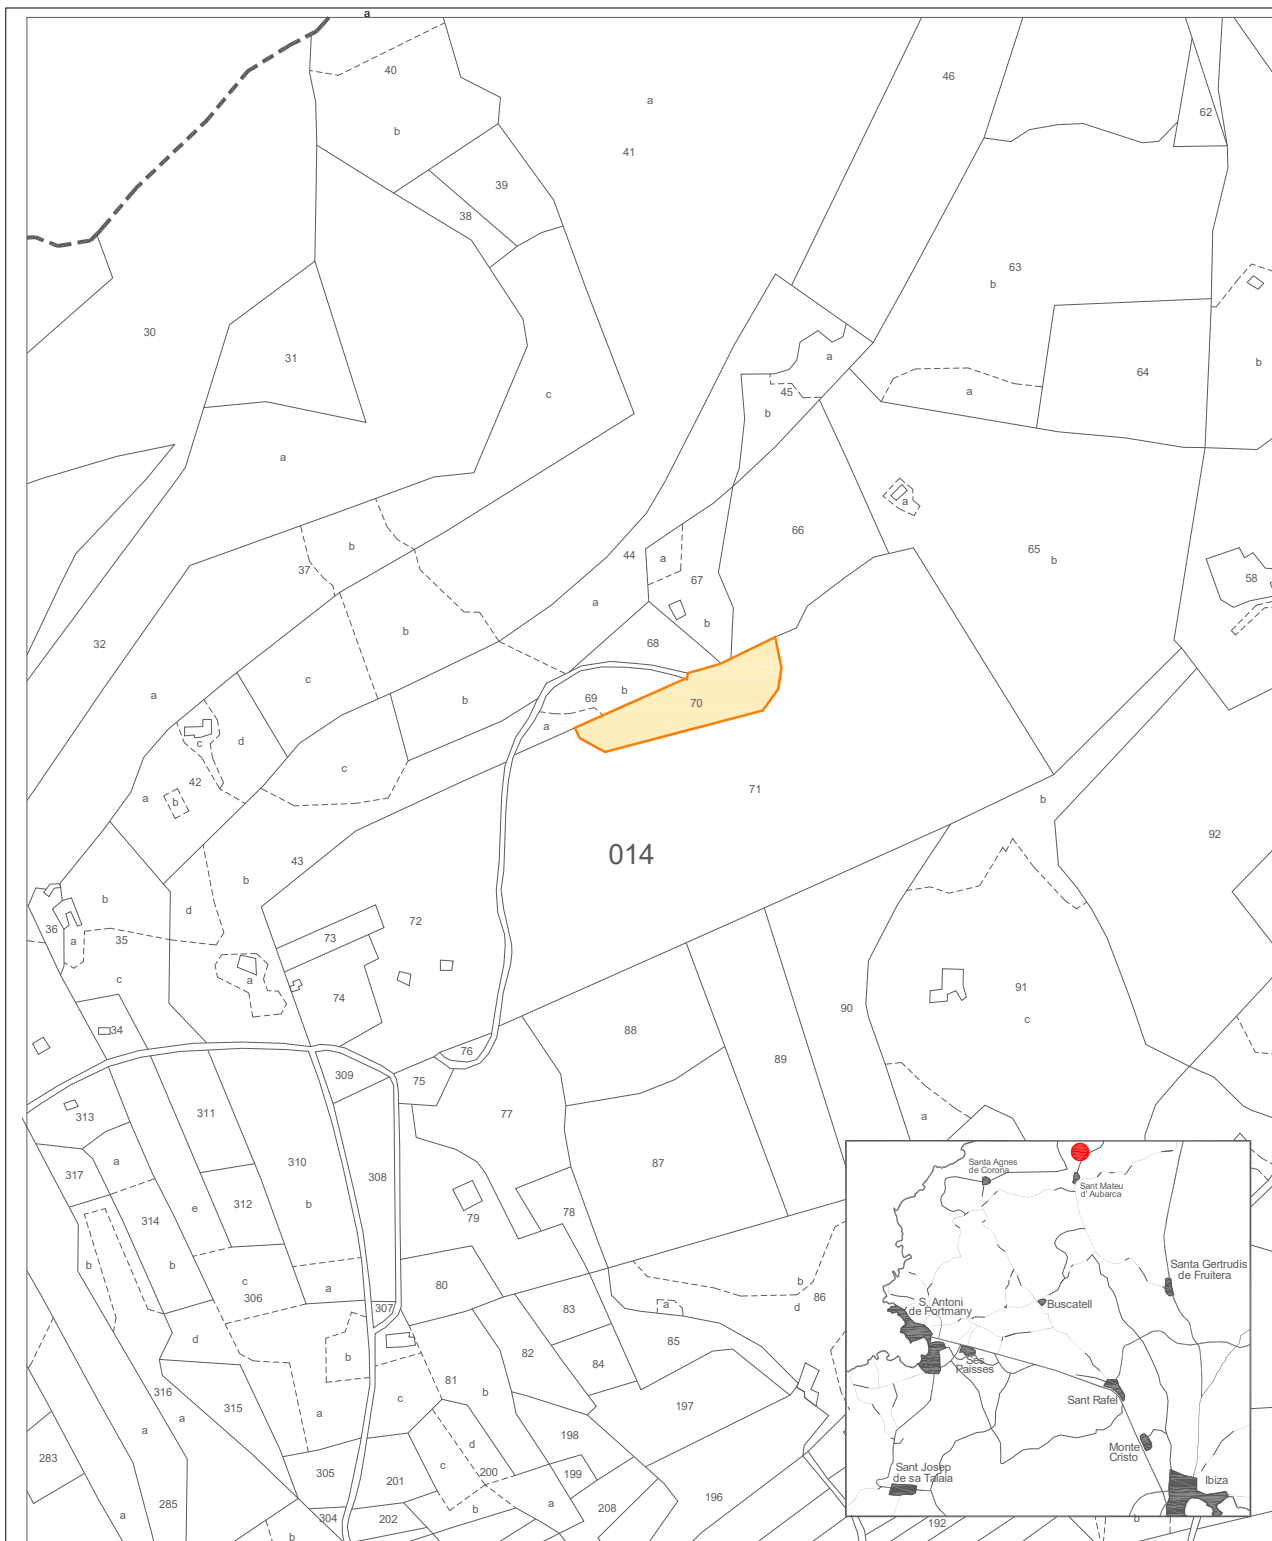 a
40
46
a
b
62
41
39
38
63
b
30
31
a
64
b
a
45
c
b
a
a
66
b
65
b
37
44
a
67
58
a
b
b
32
68
c
b
a
b
69
70
b
c
d
a
c
42
a
b
71
b
92
43
014
b
b
d
36
a
35
72
73
a
c
74
90
91
c
34
88
89
76
309
75
313
311
77
a
317
a
310
87
308
314
e
312
b
79
78
b
b
c
306
a
80
b
d
86
307
83
a
d
82
85
b
84
81
b
316
c
a
a
315
a
197
d
198
283
c
200
199
305
201
285
a
b
a
208
196
304
202
192
b
b
Santa Agnes
de Corona
Sant Mateu
d' Aubarca
Santa Gertrudis
de Fruitera
S. Antoni
de Portmany
Buscatell
Ses
Paisses
Sant Rafel
Monte
Cristo
Sant Josep
de sa Talaia
Ibiza